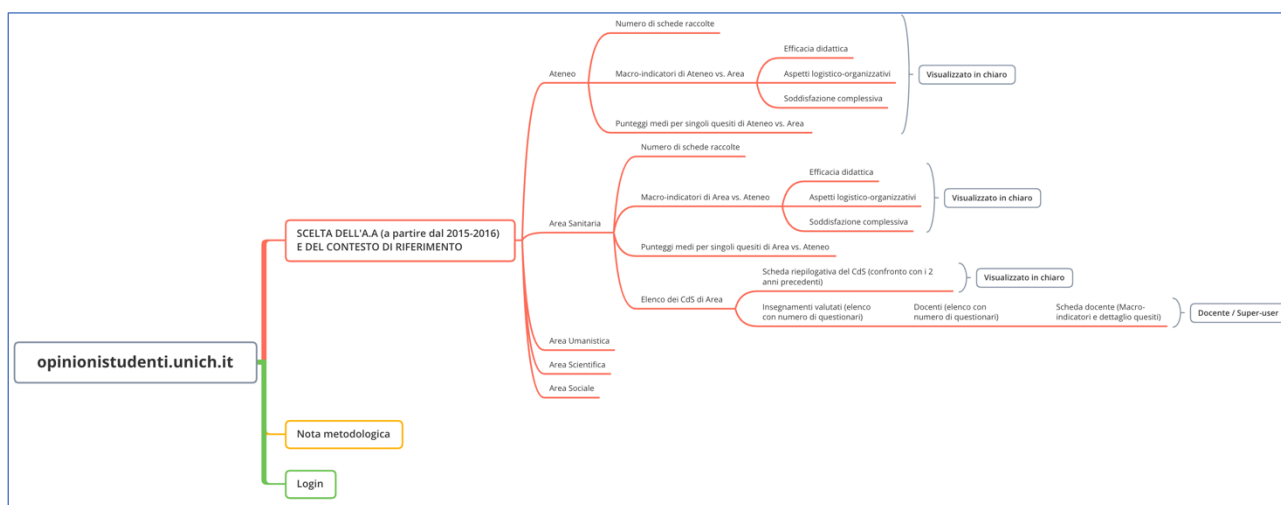 opinionistudenti.unich.it
SCELTA DELL'A.A (a partire dal 2015-2016)
E DEL CONTESTO DI RIFERIMENTO
Ateneo
Numero di schede raccolte
Macro-indicatori di Ateneo vs. Area
Efficacia didattica
Aspetti logistico-organizzativi
Soddisfazione complessiva
Punteggi medi per singoli quesiti di Ateneo vs. Area
Visualizzato in chiaro
Area Sanitaria
Numero di schede raccolte
Macro-indicatori di Area vs. Ateneo
Efficacia didattica
Aspetti logistico-organizzativi
Soddisfazione complessiva
Visualizzato in chiaro
Punteggi medi per singoli quesiti di Area vs. Ateneo
Elenco dei CdS di Area
Scheda riepilogativa del CdS (confronto con i 2
anni precedenti)
Visualizzato in chiaro
Insegnamenti valutati (elenco
con numero di questionari)
Docenti (elenco con
numero di questionari)
Scheda docente (Macro-
indicatori e dettaglio quesiti)
Docente / Super-user
Area Umanistica
Area Scientifica
Area Sociale
Nota metodologica
Login